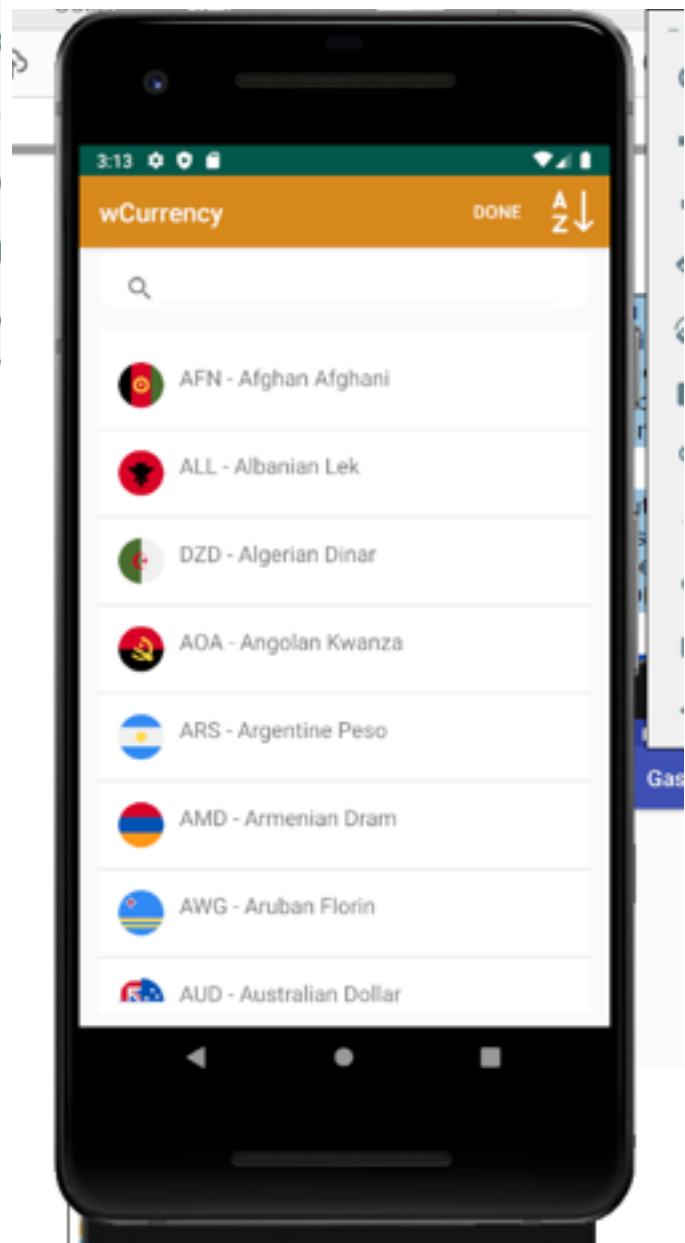 3:13
wCurrency DONE A Z
AFN - Afghan Afghani
ALL - Albanian Lek
DZD - Algerian Dinar
AOA - Angolan Kwanza
ARS - Argentine Peso
AMD - Armenian Dram
AWG - Aruban Florin
AUD - Australian Dollar
Gas